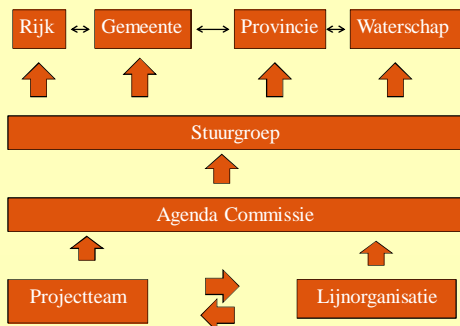 Rijk
Gemeente
Provincie
Waterschap
Stuurgroep
Agenda Commissie
Projectteam
Lijnorganisatie